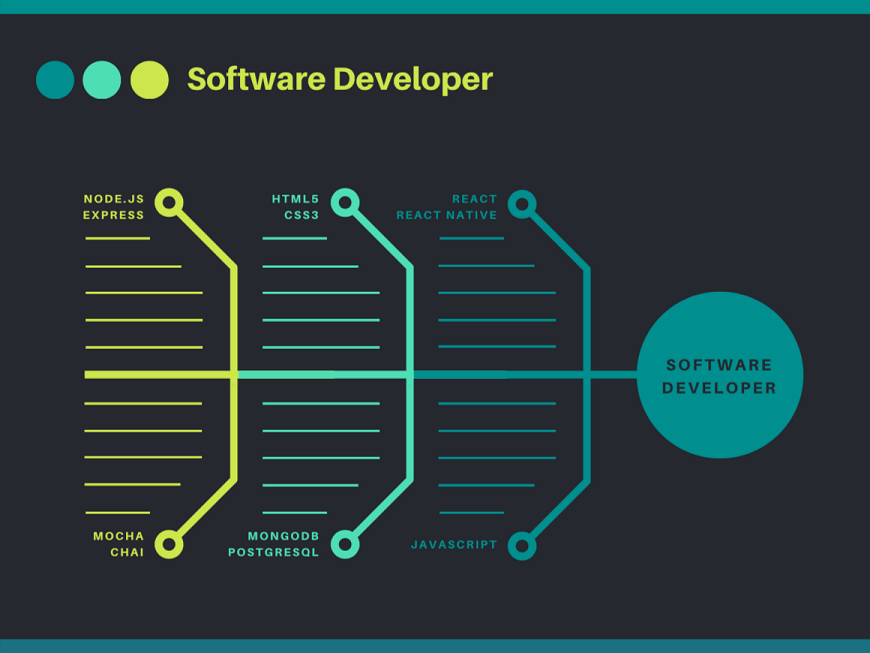 Software Developer
NODE.JS
EXPRESS
HTML5
CSS3
REACT
REACT NATIVE
SOFTWARE
DEVELOPER
MOCHA
CHAI
MONGODB
POSTGRESQL
JAVASCRIPT